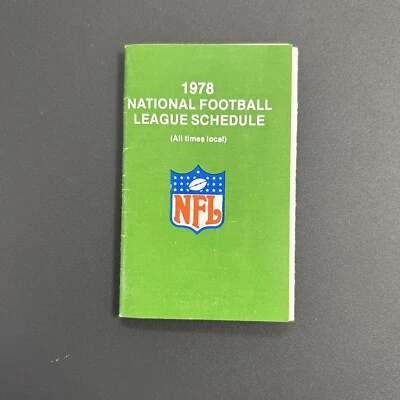 1978
NATIONAL FOOTBALL
LEAGUE SCHEDULE
(All times local)
NFL